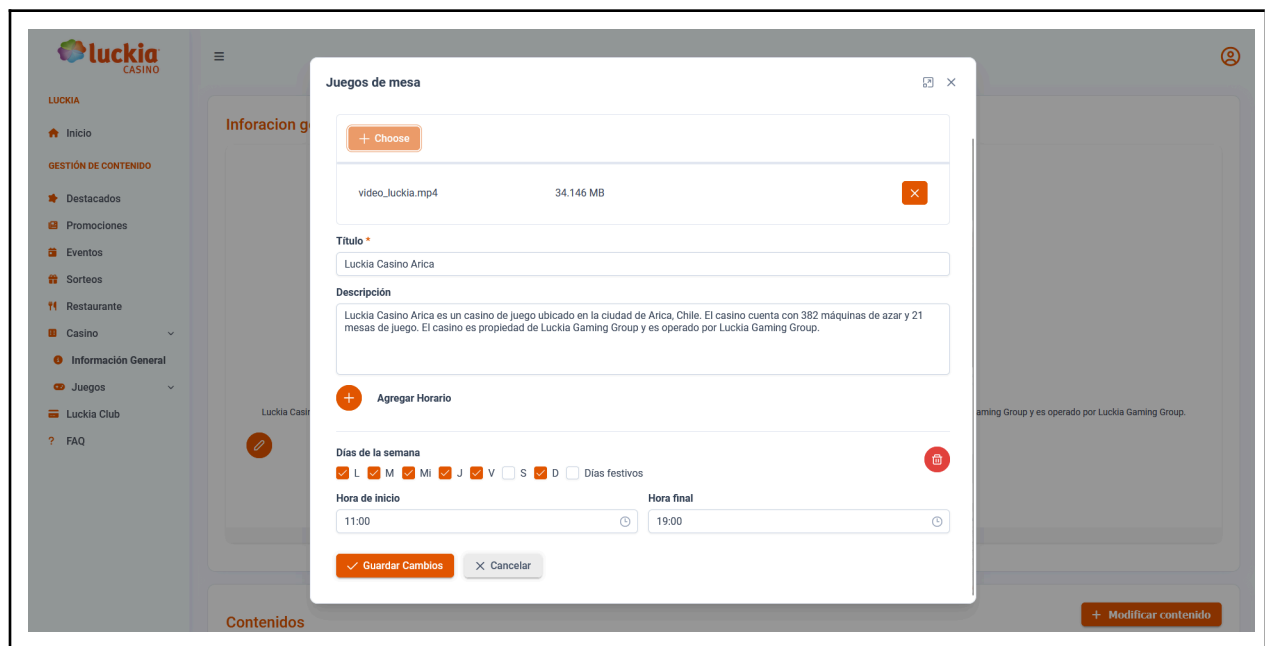 luckia
CASINO
LUCKIA
Inicio
GESTIÓN DE CONTENIDO
Destacados
Promociones
Eventos
Sorteos
Restaurante
Casino
Información General
Juegos
Luckia Club
? FAQ
Inforacion g
Juegos de mesa
+ Choose
video_luckia.mp4 34.146 MB
Título *
Luckia Casino Arica
Descripción
Luckia Casino Arica es un casino de juego ubicado en la ciudad de Arica, Chile. El casino cuenta con 382 máquinas de azar y 21
mesas de juego. El casino es propiedad de Luckia Gaming Group y es operado por Luckia Gaming Group.
+ Agregar Horario
Luckia Casir
aming Group y es operado por Luckia Gaming Group.
Días de la semana
L M Mi J V S D Días festivos
Hora de inicio Hora final
11:00 19:00
Guardar Cambios Cancelar
Contenidos
+ Modificar contenido